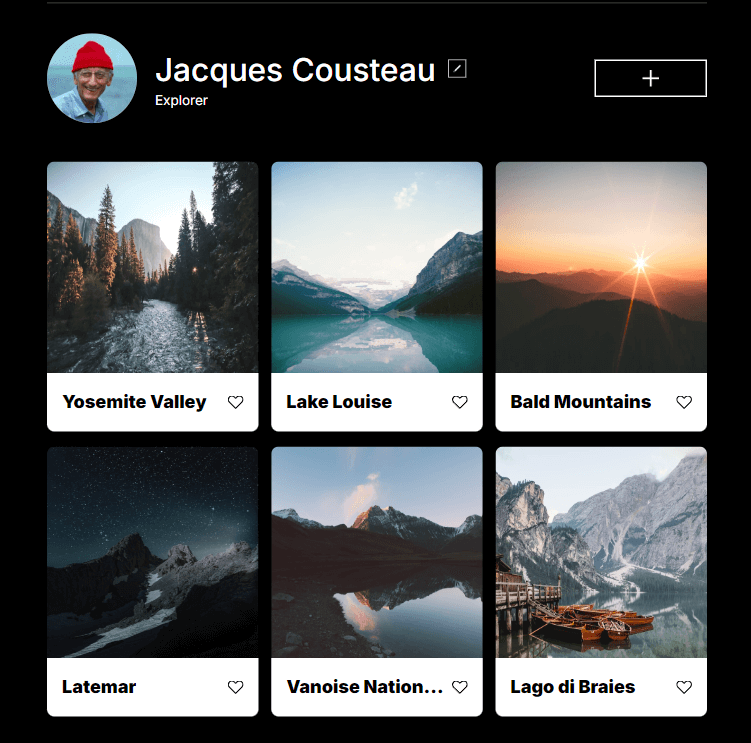 Jacques Cousteau
Explorer
Yosemite Valley
Lake Louise
Bald Mountains
Latemar
Vanoise Nation...
Lago di Braies